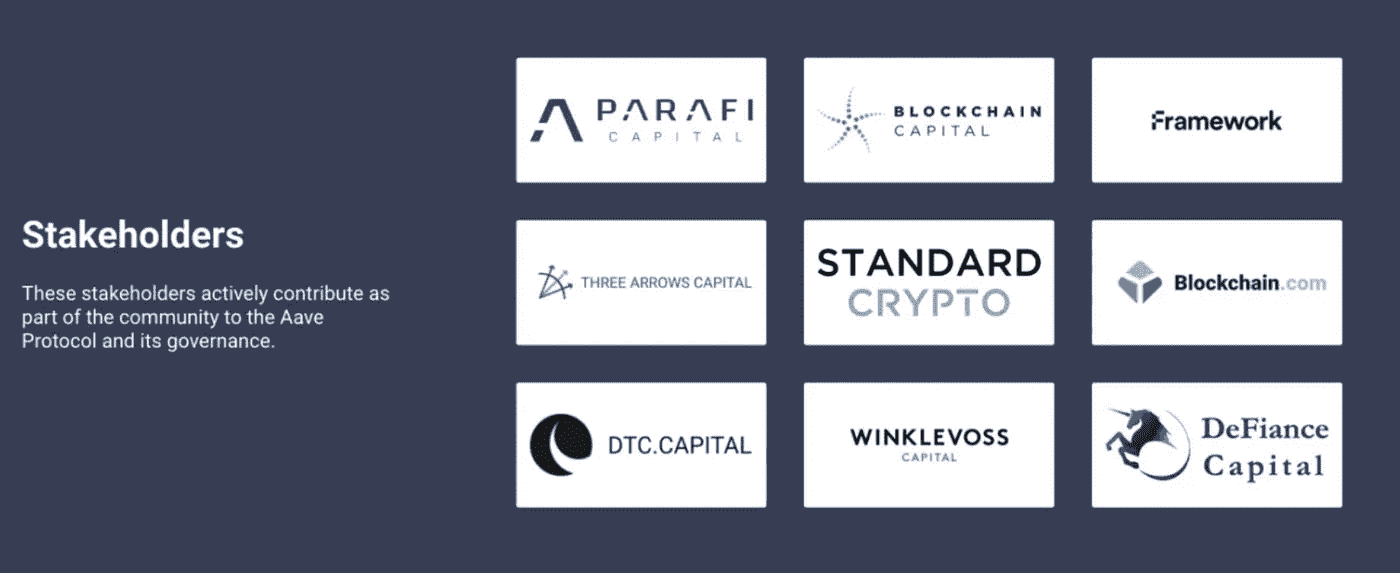 Stakeholders
These stakeholders actively contribute as
part of the community to the Aave
Protocol and its governance.
PARAFI
CAPITAL
BLOCKCHAIN
CAPITAL
Framework
THREE ARROWS CAPITAL
STANDARD
CRYPTO
Blockchain.com
DTC.CAPITAL
WINKLEVOSS
CAPITAL
DeFiance
Capital